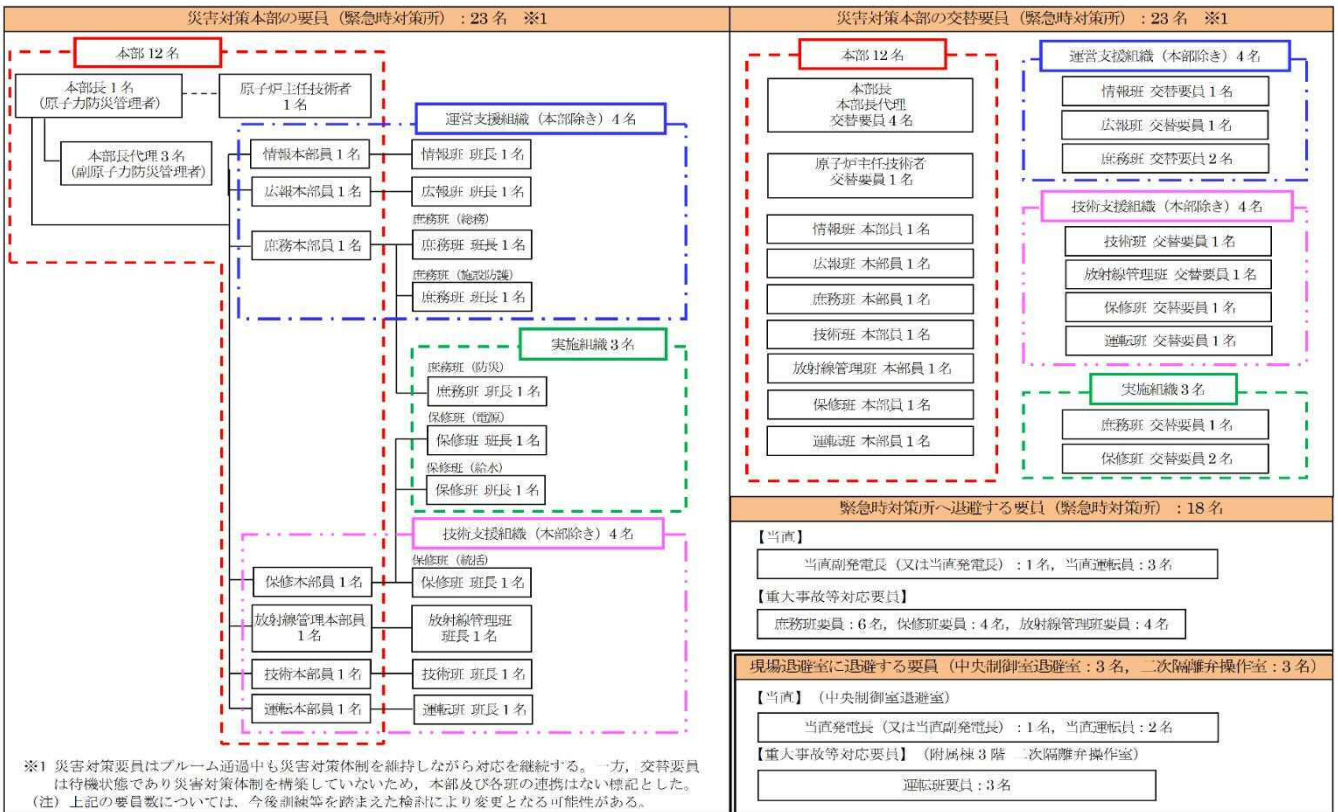 災害対策本部の要員（緊急時対策所）：23名 ※1
本部 12 名
本部長 1 名
(原子力防災管理者)
原子炉主任技術者
1 名
本部長代理 3 名
(副原子力防災管理者)
運営支援組織（本部除き）4 名
情報本部員 1 名
情報班 班長 1 名
広報本部員 1 名
広報班 班長 1 名
庶務班（総務）
庶務本部員 1 名
庶務班 班長 1 名
庶務班（施設防護）
庶務班 班長 1 名
実施組織 3 名
庶務班（防災）
庶務班 班長 1 名
保修班（電源）
保修班 班長 1 名
保修班（給水）
保修班 班長 1 名
技術支援組織（本部除き）4 名
保修班（統括）
保修本部員 1 名
保修班 班長 1 名
放射線管理本部員
1 名
放射線管理班
班長 1 名
技術本部員 1 名
技術班 班長 1 名
運転本部員 1 名
運転班 班長 1 名
※1 災害対策要員はプルーム通過中も災害対策体制を維持しながら対応を継続する。一方，交替要員
は待機状態であり災害対策体制を構築していないため，本部及び各班の連携はない標記とした。
(注) 上記の要員数については，今後訓練等を踏まえた検討により変更となる可能性がある。
災害対策本部の交替要員（緊急時対策所）：23名 ※1
本部 12 名
本部長
本部長代理
交替要員 4 名
原子炉主任技術者
交替要員 1 名
情報班 本部員 1 名
広報班 本部員 1 名
庶務班 本部員 1 名
技術班 本部員 1 名
放射線管理班 本部員 1 名
保修班 本部員 1 名
運転班 本部員 1 名
運営支援組織（本部除き）4 名
情報班 交替要員 1 名
広報班 交替要員 1 名
庶務班 交替要員 2 名
技術支援組織（本部除き）4 名
技術班 交替要員 1 名
放射線管理班 交替要員 1 名
保修班 交替要員 1 名
運転班 交替要員 1 名
実施組織 3 名
庶務班 交替要員 1 名
保修班 交替要員 2 名
緊急時対策所へ退避する要員（緊急時対策所）：18 名
【当直】
当直副発電長（又は当直発電長）：1 名，当直運転員：3 名
【重大事故等対応要員】
庶務班要員：6 名，保修班要員：4 名，放射線管理班要員：4 名
現場退避室に退避する要員（中央制御室退避室：3 名，二次隔離弁操作室：3 名）
【当直】（中央制御室退避室）
当直発電長（又は当直副発電長）：1 名，当直運転員：2 名
【重大事故等対応要員】（附属棟 3 階 二次隔離弁操作室）
運転班要員：3 名